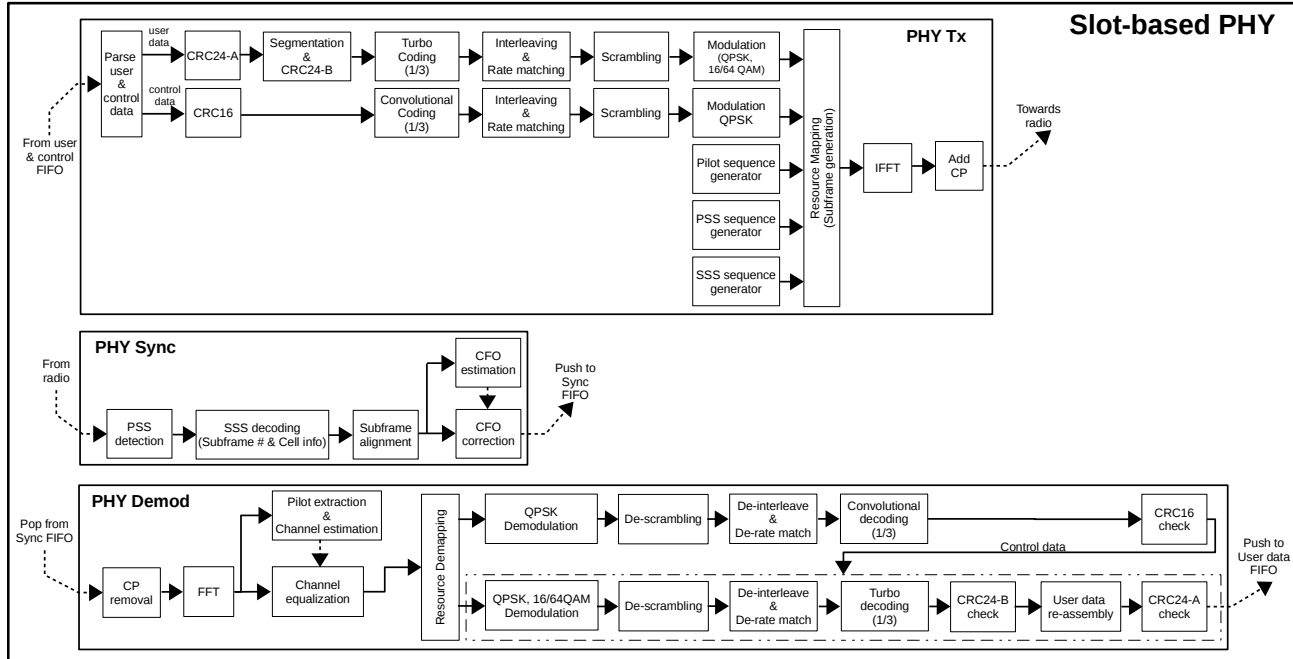 Slot-based PHY
PHY Tx
From user
& control
FIFO
Parse
user
&
control
data
user
data
CRC24-A
Segmentation
&
CRC24-B
Turbo
Coding
(1/3)
Interleaving
&
Rate matching
Scrambling
Modulation
(QPSK,
16/64 QAM)
control
data
CRC16
Convolutional
Coding
(1/3)
Interleaving
&
Rate matching
Scrambling
Modulation
QPSK
Pilot sequence
generator
PSS sequence
generator
SSS sequence
generator
Resource Mapping
(Subframe generation)
IFFT
Add
CP
Towards
radio
PHY Sync
From
radio
PSS
detection
SSS decoding
(Subframe # & Cell info)
Subframe
alignment
CFO
estimation
CFO
correction
Push to
Sync
FIFO
PHY Demod
Pop from
Sync FIFO
CP
removal
FFT
Pilot extraction
&
Channel estimation
Channel
equalization
Resource Demapping
QPSK
Demodulation
De-scrambling
De-interleave
&
De-rate match
Convolutional
decoding
(1/3)
CRC16
check
Control data
QPSK, 16/64QAM
Demodulation
De-scrambling
De-interleave
&
De-rate match
Turbo
decoding
(1/3)
CRC24-B
check
User data
re-assembly
CRC24-A
check
Push to
User data
FIFO